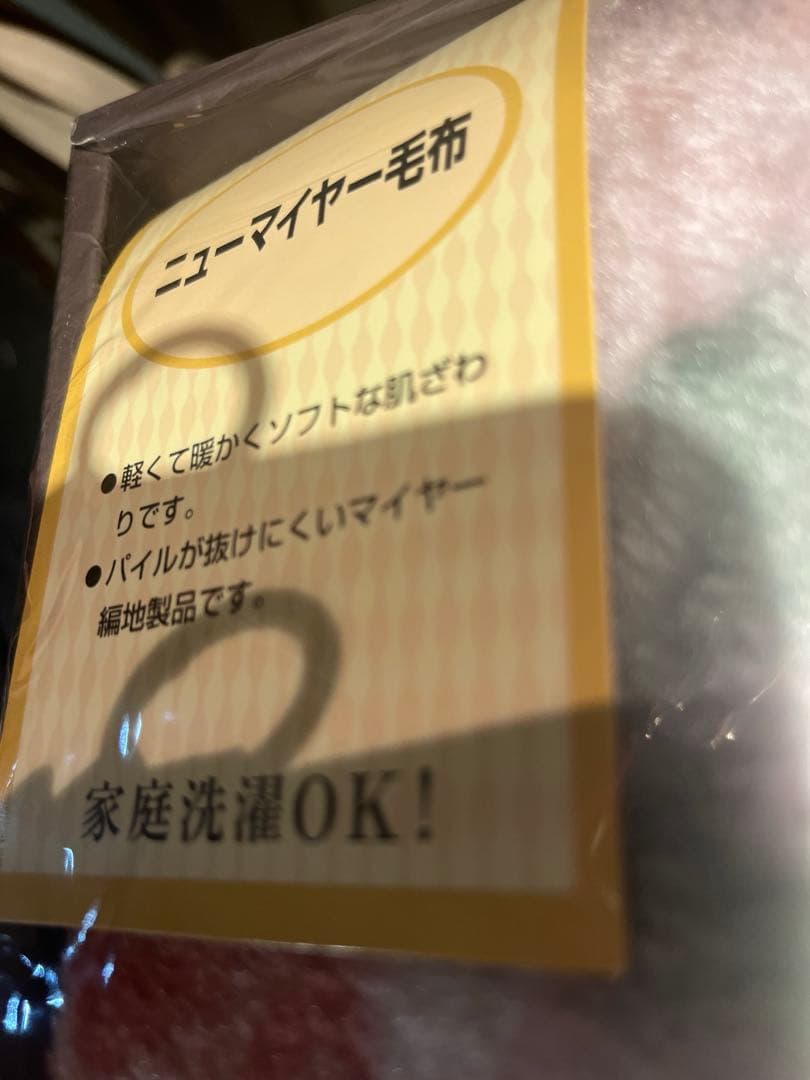 ニューマイヤー毛布
●軽くて暖かくソフトな肌ざわ
りです。
●パイルが抜けにくいマイヤー
編地製品です。
家庭洗濯OK!